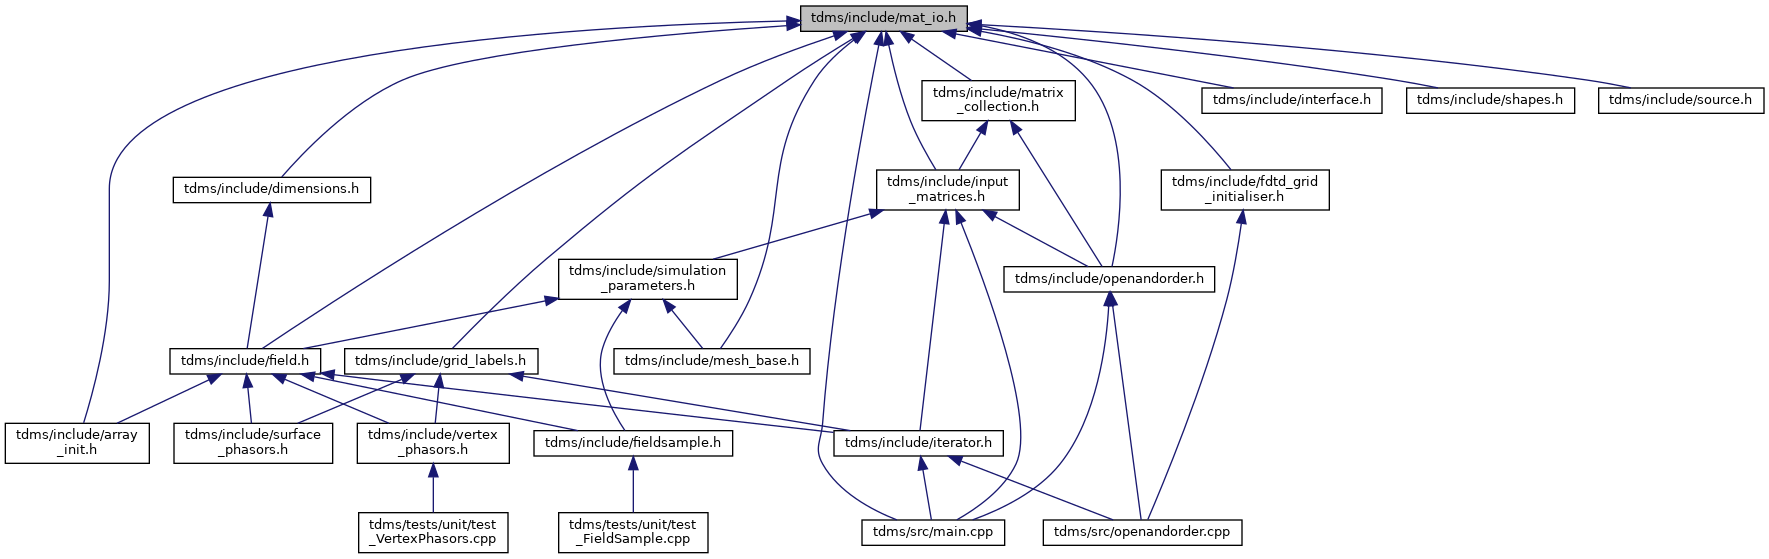 tdms/include/mat_io.h
tdms/include/matrix
_collection.h
tdms/include/interface.h
tdms/include/shapes.h
tdms/include/source.h
tdms/include/dimensions.h
tdms/include/input
_matrices.h
tdms/include/fdtd_grid
_initialiser.h
tdms/include/simulation
_parameters.h
tdms/include/openandorder.h
tdms/include/field.h
tdms/include/grid_labels.h
tdms/include/mesh_base.h
tdms/include/array
_init.h
tdms/include/surface
_phasors.h
tdms/include/vertex
_phasors.h
tdms/include/fieldsample.h
tdms/include/iterator.h
tdms/tests/unit/test
_VertexPhasors.cpp
tdms/tests/unit/test
_FieldSample.cpp
tdms/src/main.cpp
tdms/src/openandorder.cpp